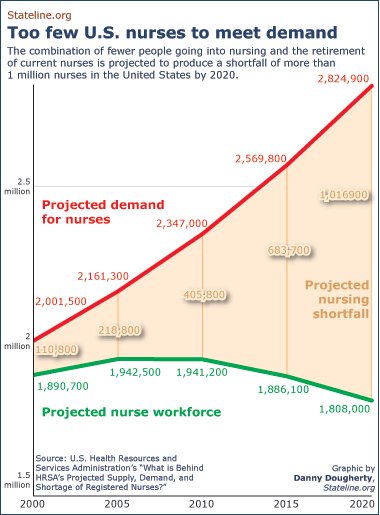 Stateline.org
Too few U.S. nurses to meet demand
The combination of fewer people going into nursing and the retirement
of current nurses is projected to produce a shortfall of more than
1 million nurses in the United States by 2020.
2,824,900
2,569,800
2.5
million
1,016900
Projected demand
for nurses
2,347,000
683,700
2,161,300
405,800
Projected
nursing
shortfall
2,001,500
218,800
2
million
110,800
1,890,700
1,942,500
1,941,200
1,886,100
1,808,000
Projected nurse workforce
Source: U.S. Health Resources and
Services Administration's "What is Behind
HRSA's Projected Supply, Demand, and
Shortage of Registered Nurses?"
Graphic by
Danny Dougherty,
Stateline.org
1.5
million
2000 2005 2010 2015 2020